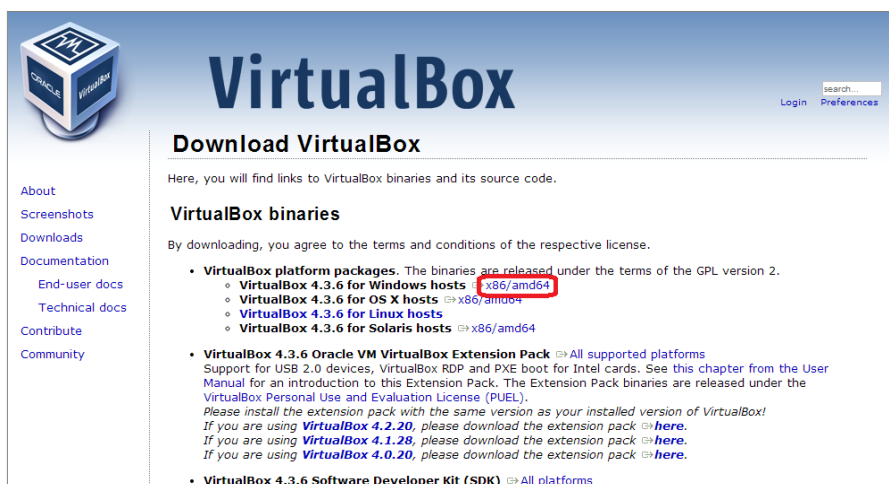 ORACLE
VirtualBox
VirtualBox
search...
Login Preferences
Download VirtualBox
Here, you will find links to VirtualBox binaries and its source code.
About
Screenshots
Downloads
Documentation
End-user docs
Technical docs
Contribute
Community
VirtualBox binaries
By downloading, you agree to the terms and conditions of the respective license.
• VirtualBox platform packages. The binaries are released under the terms of the GPL version 2.
◦ VirtualBox 4.3.6 for Windows hosts x86/amd64
◦ VirtualBox 4.3.6 for OS X hosts x86/amd64
◦ VirtualBox 4.3.6 for Linux hosts
◦ VirtualBox 4.3.6 for Solaris hosts x86/amd64
• VirtualBox 4.3.6 Oracle VM VirtualBox Extension Pack All supported platforms
Support for USB 2.0 devices, VirtualBox RDP and PXE boot for Intel cards. See this chapter from the User
Manual for an introduction to this Extension Pack. The Extension Pack binaries are released under the
VirtualBox Personal Use and Evaluation License (PUEL).
Please install the extension pack with the same version as your installed version of VirtualBox!
If you are using VirtualBox 4.2.20, please download the extension pack here.
If you are using VirtualBox 4.1.28, please download the extension pack here.
If you are using VirtualBox 4.0.20, please download the extension pack here.
• VirtualBox 4.3.6 Software Developer Kit (SDK) All platforms